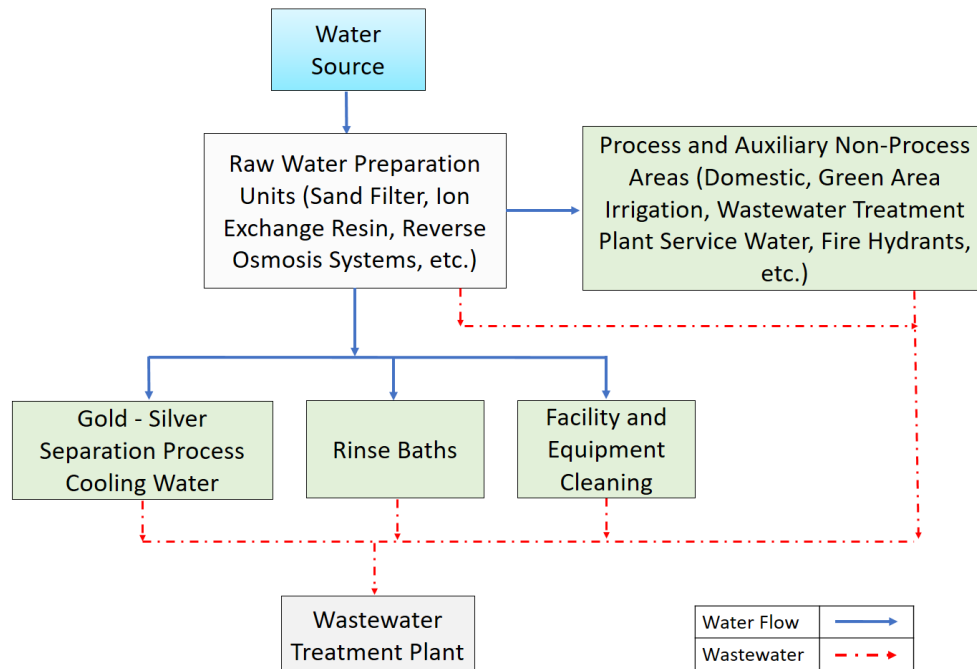 Water
Source
Raw Water Preparation
Units (Sand Filter, Ion
Exchange Resin, Reverse
Osmosis Systems, etc.)
Process and Auxiliary Non-Process
Areas (Domestic, Green Area
Irrigation, Wastewater Treatment
Plant Service Water, Fire Hydrants,
etc.)
Gold - Silver
Separation Process
Cooling Water
Rinse Baths
Facility and
Equipment
Cleaning
Wastewater
Treatment Plant
Water Flow
Wastewater